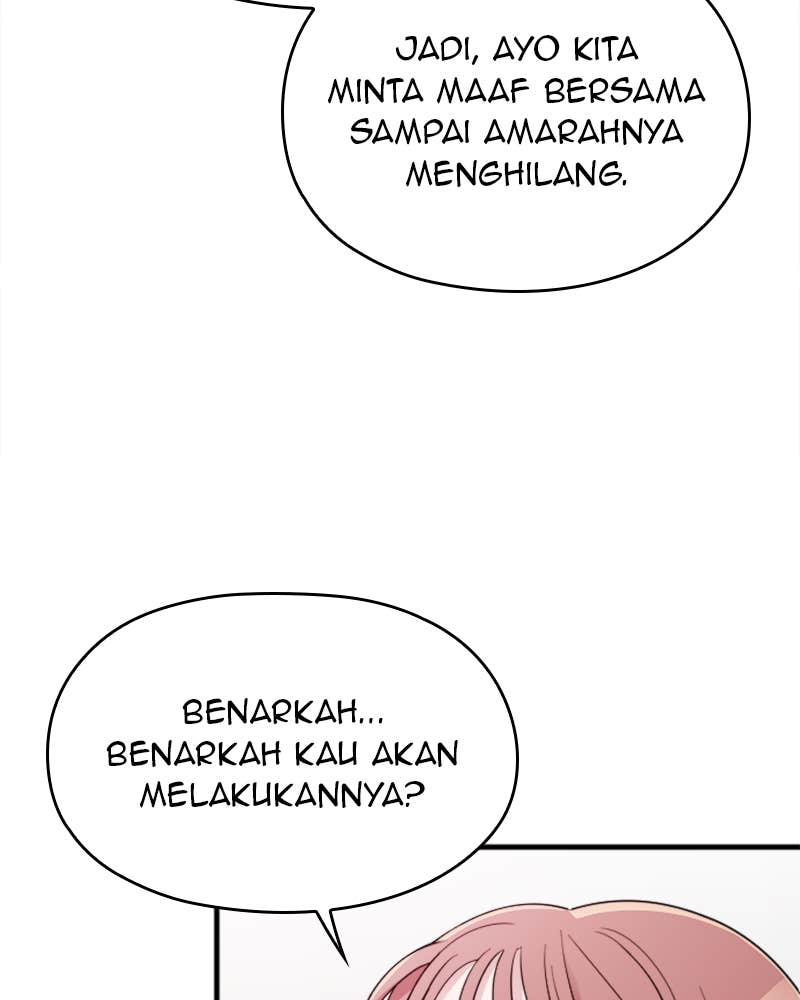 JADI, AYO KITA
MINTA MAAF BERSAMA
SAMPAI AMARAHNYA
MENGHILANG.
BENARKAH...
BENARKAH KAU AKAN
MELAKUKANNYA?